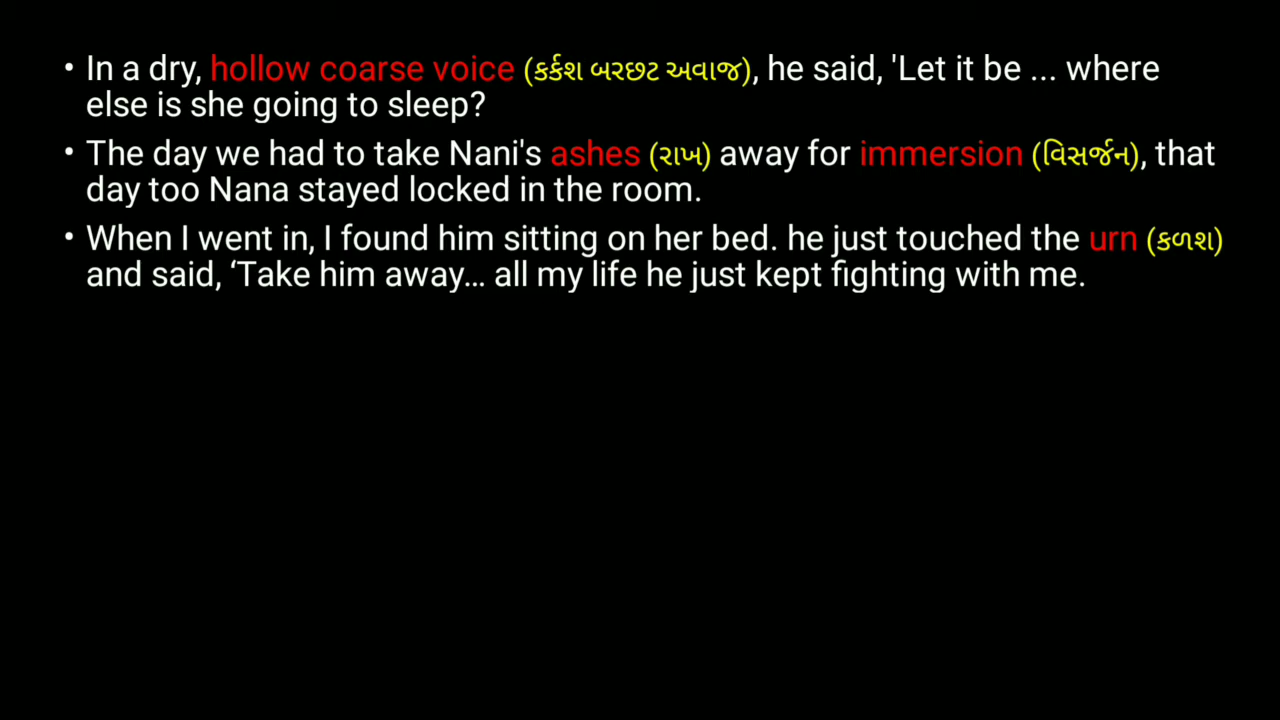 • In a dry, hollow coarse voice (કર્કશ બરછટ અવાજ), he said, 'Let it be ... where
else is she going to sleep?
• The day we had to take Nani's ashes (રાખ) away for immersion (વિસર્જન), that
day too Nana stayed locked in the room.
• When I went in, I found him sitting on her bed. he just touched the urn (કળશ)
and said, ‘Take him away… all my life he just kept fighting with me.